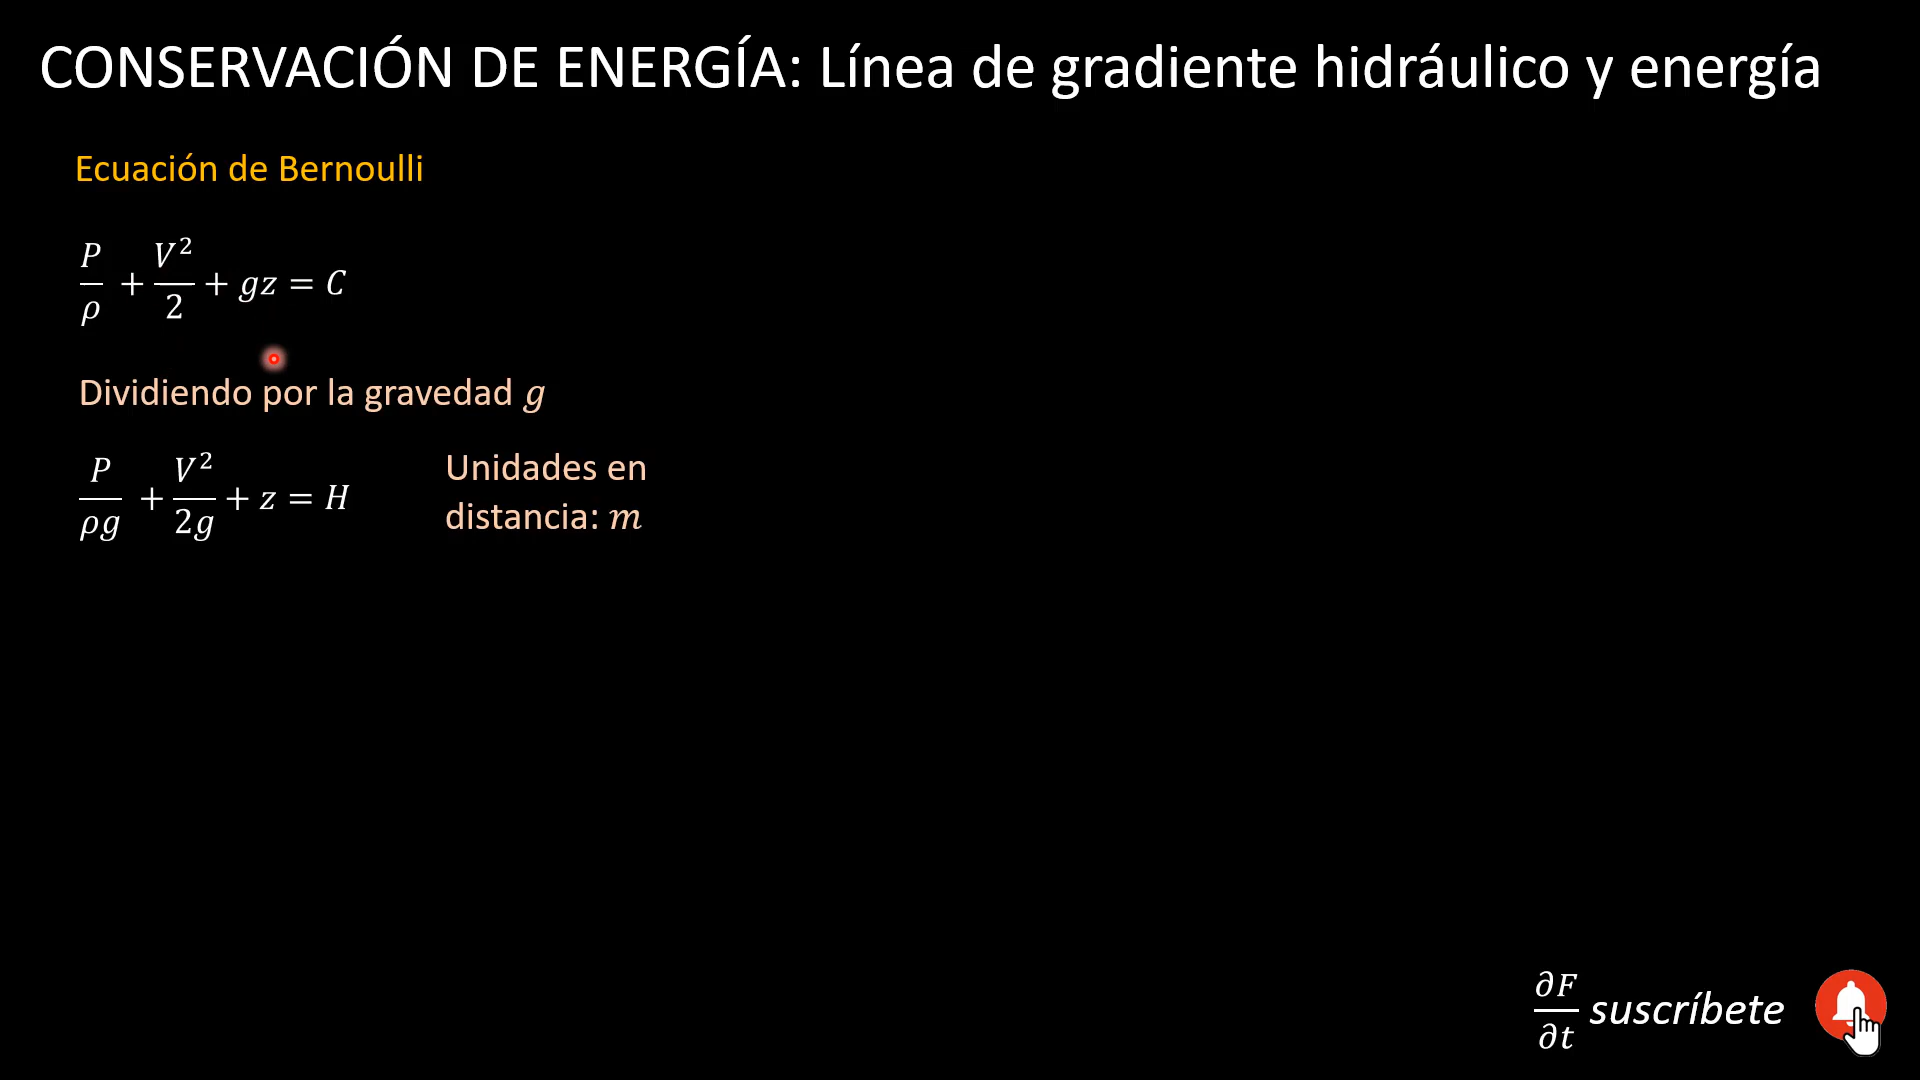 CONSERVACIÓN DE ENERGÍA: Línea de gradiente hidráulico y energía
Ecuación de Bernoulli
P/ρ + V²/2 + gz = C
Dividiendo por la gravedad g
P/ρg + V²/2g + z = H
Unidades en
distancia: m
∂F/∂t suscríbete